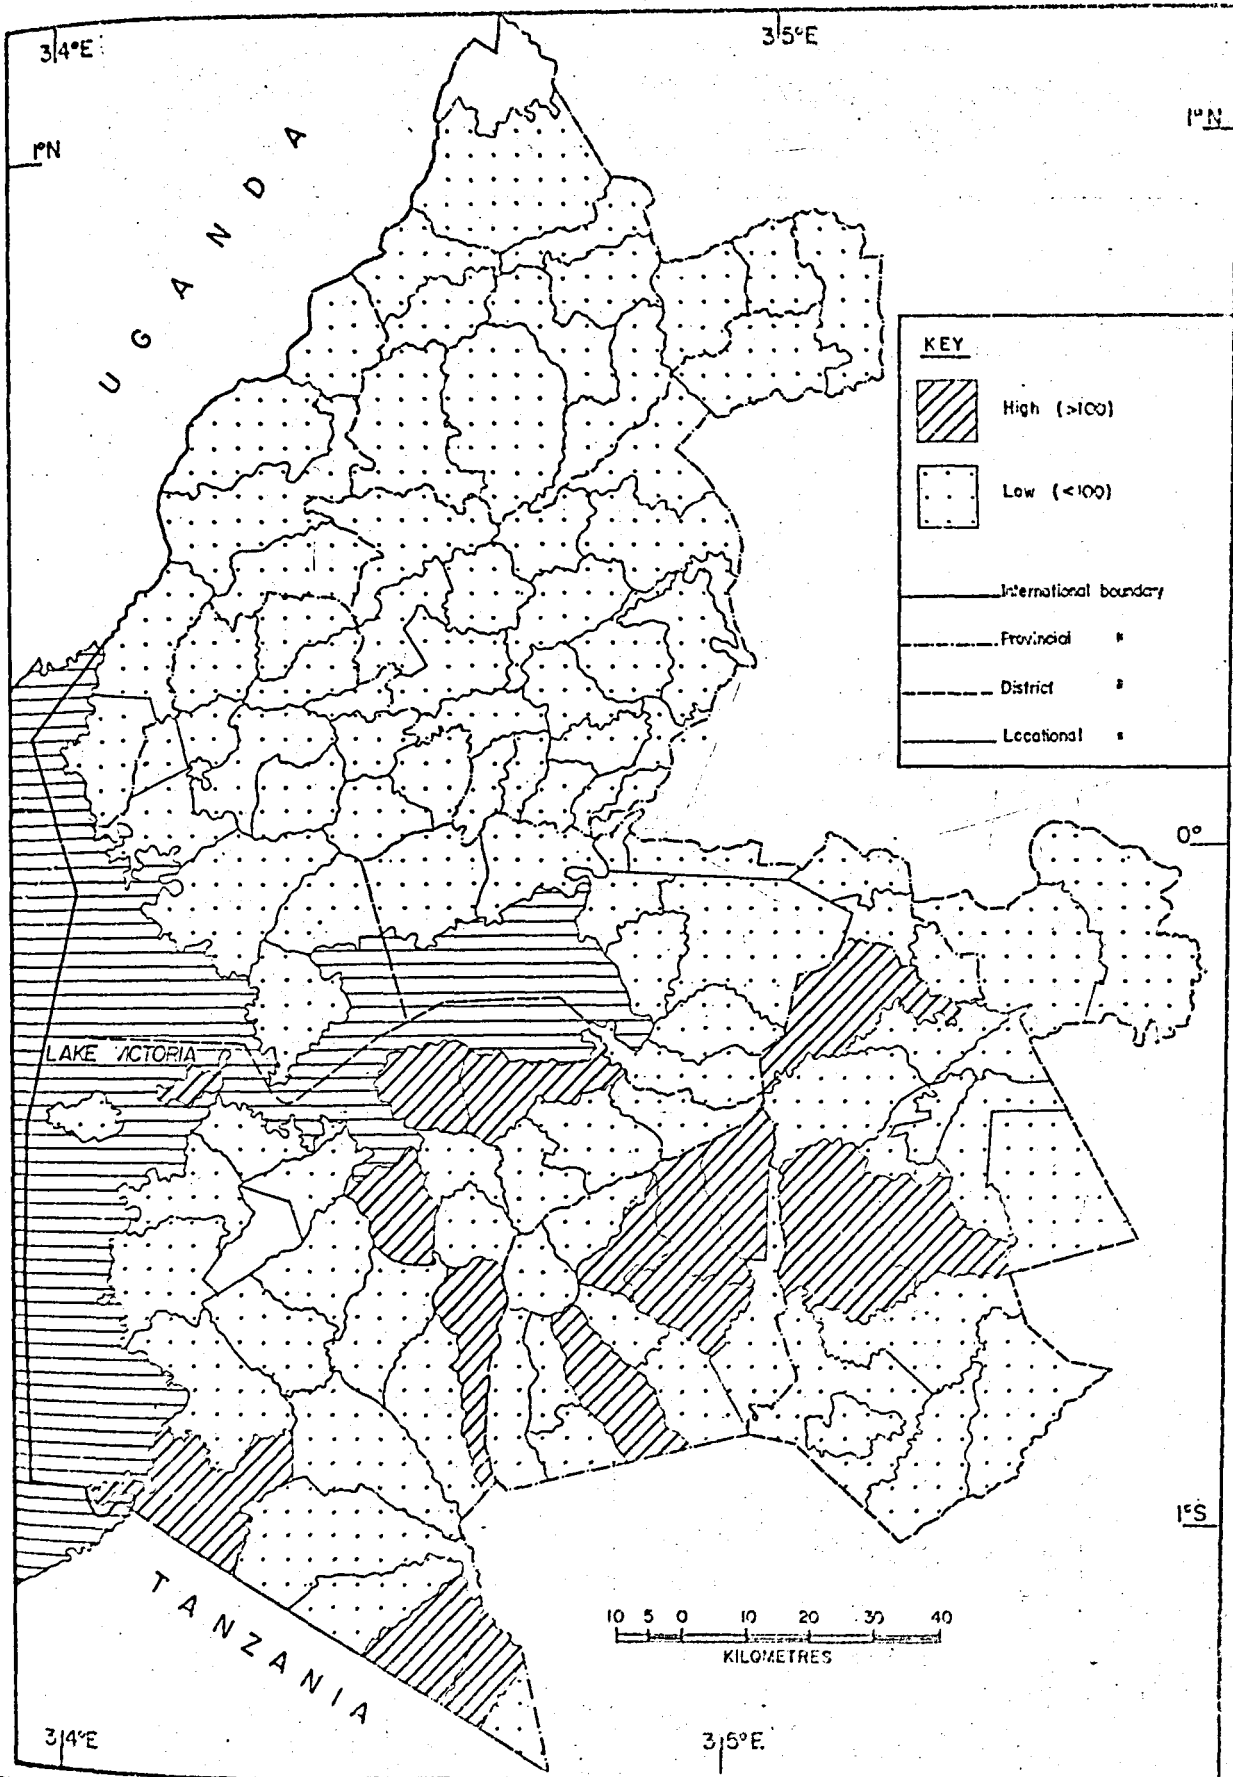 34°E
35°E
1°N
1°N
UGANDA
KEY
High (>100)
Low (<100)
International boundary
Provincial "
District "
Locational "
0°
LAKE VICTORIA
1°S
TANZANIA
10 5 0 10 20 30 40
KILOMETRES
34°E
35°E